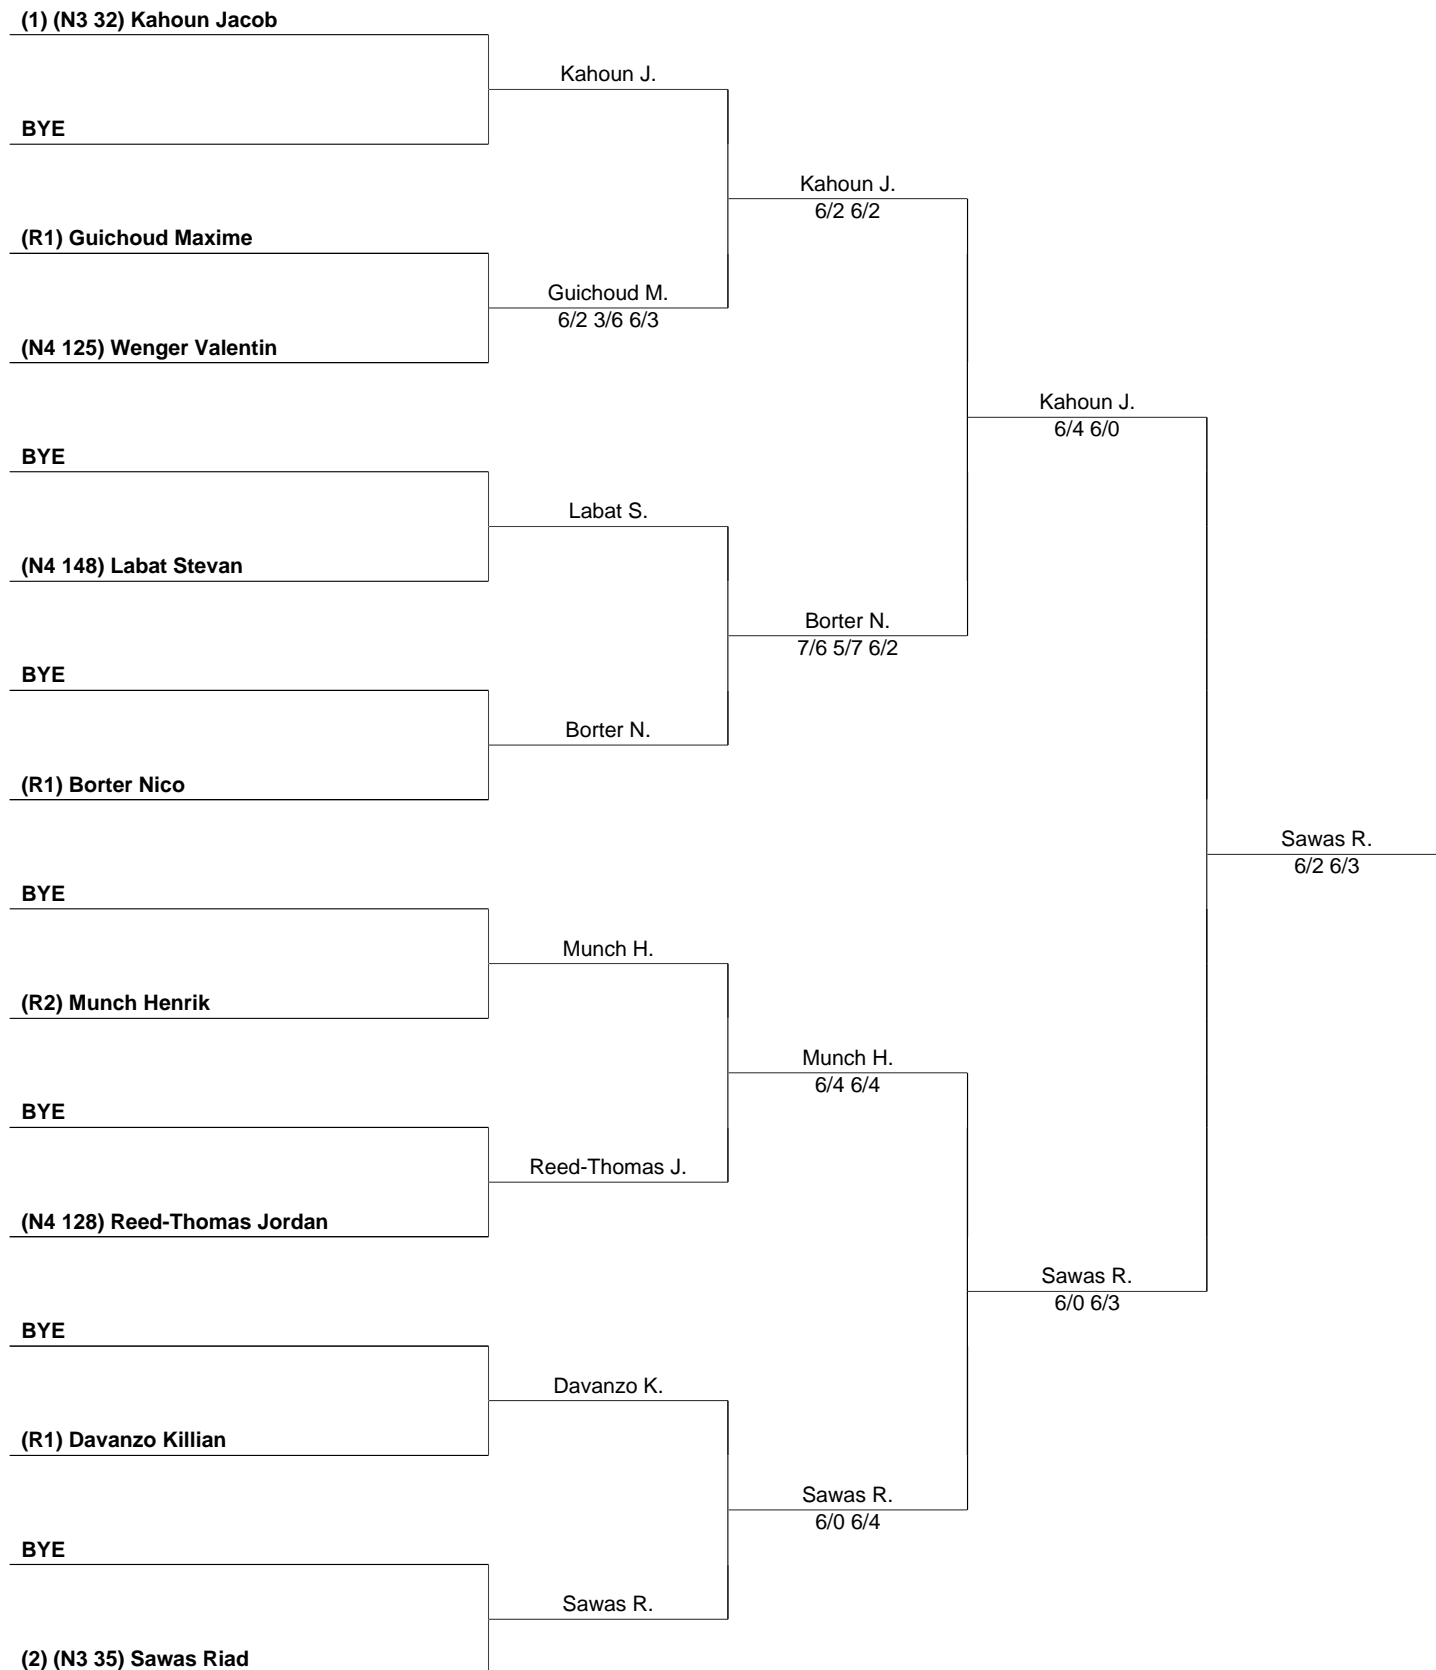 (1) (N3 32) Kahoun Jacob
Kahoun J.
BYE
Kahoun J.
6/2 6/2
(R1) Guichoud Maxime
Guichoud M.
6/2 3/6 6/3
(N4 125) Wenger Valentin
Kahoun J.
6/4 6/0
BYE
Labat S.
(N4 148) Labat Stevan
Borter N.
7/6 5/7 6/2
BYE
Borter N.
(R1) Borter Nico
Sawas R.
6/2 6/3
BYE
Munch H.
(R2) Munch Henrik
Munch H.
6/4 6/4
BYE
Reed-Thomas J.
(N4 128) Reed-Thomas Jordan
Sawas R.
6/0 6/3
BYE
Davanzo K.
(R1) Davanzo Killian
Sawas R.
6/0 6/4
BYE
Sawas R.
(2) (N3 35) Sawas Riad